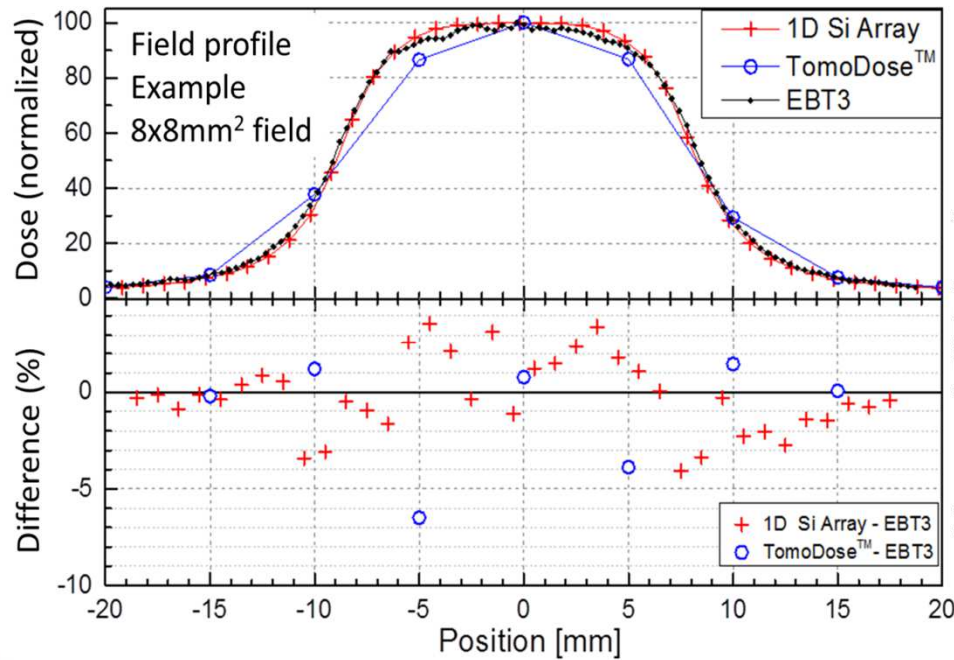 100
80
60
40
20
0
Dose (normalized)
Field profile
Example
8x8mm² field
1D Si Array
TomoDose™
EBT3
0
-5
-10
Difference (%)
1D Si Array - EBT3
TomoDose™- EBT3
-20 -15 -10 -5 0 5 10 15 20
Position [mm]